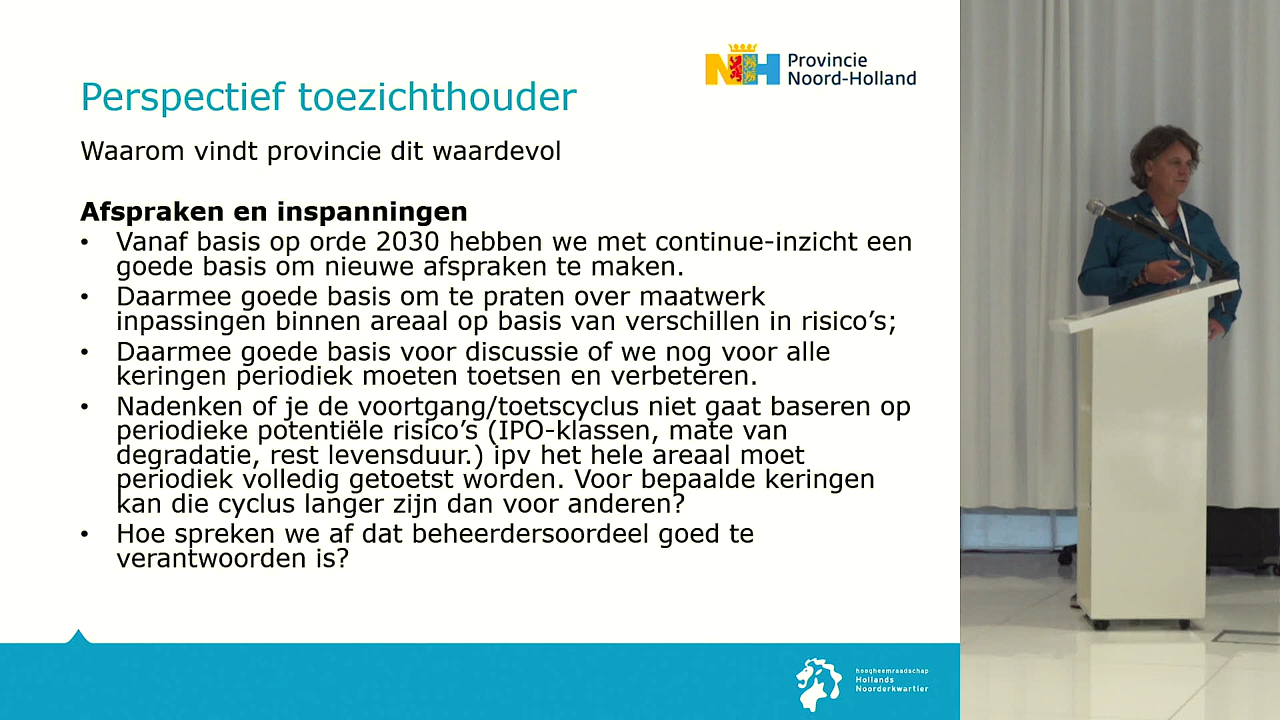 Provincie
Noord-Holland
Perspectief toezichthouder
Waarom vindt provincie dit waardevol
Afspraken en inspanningen
• Vanaf basis op orde 2030 hebben we met continue-inzicht een
goede basis om nieuwe afspraken te maken.
• Daarmee goede basis om te praten over maatwerk
inpassingen binnen areaal op basis van verschillen in risico’s;
• Daarmee goede basis voor discussie of we nog voor alle
keringen periodiek moeten toetsen en verbeteren.
• Nadenken of je de voortgang/toetscyclus niet gaat baseren op
periodieke potentiële risico’s (IPO-klassen, mate van
degradatie, rest levensduur.) ipv het hele areaal moet
periodiek volledig getoetst worden. Voor bepaalde keringen
kan die cyclus langer zijn dan voor anderen?
• Hoe spreken we af dat beheerdersoordeel goed te
verantwoorden is?
hoogheemraadschap
Hollands
Noorderkwartier